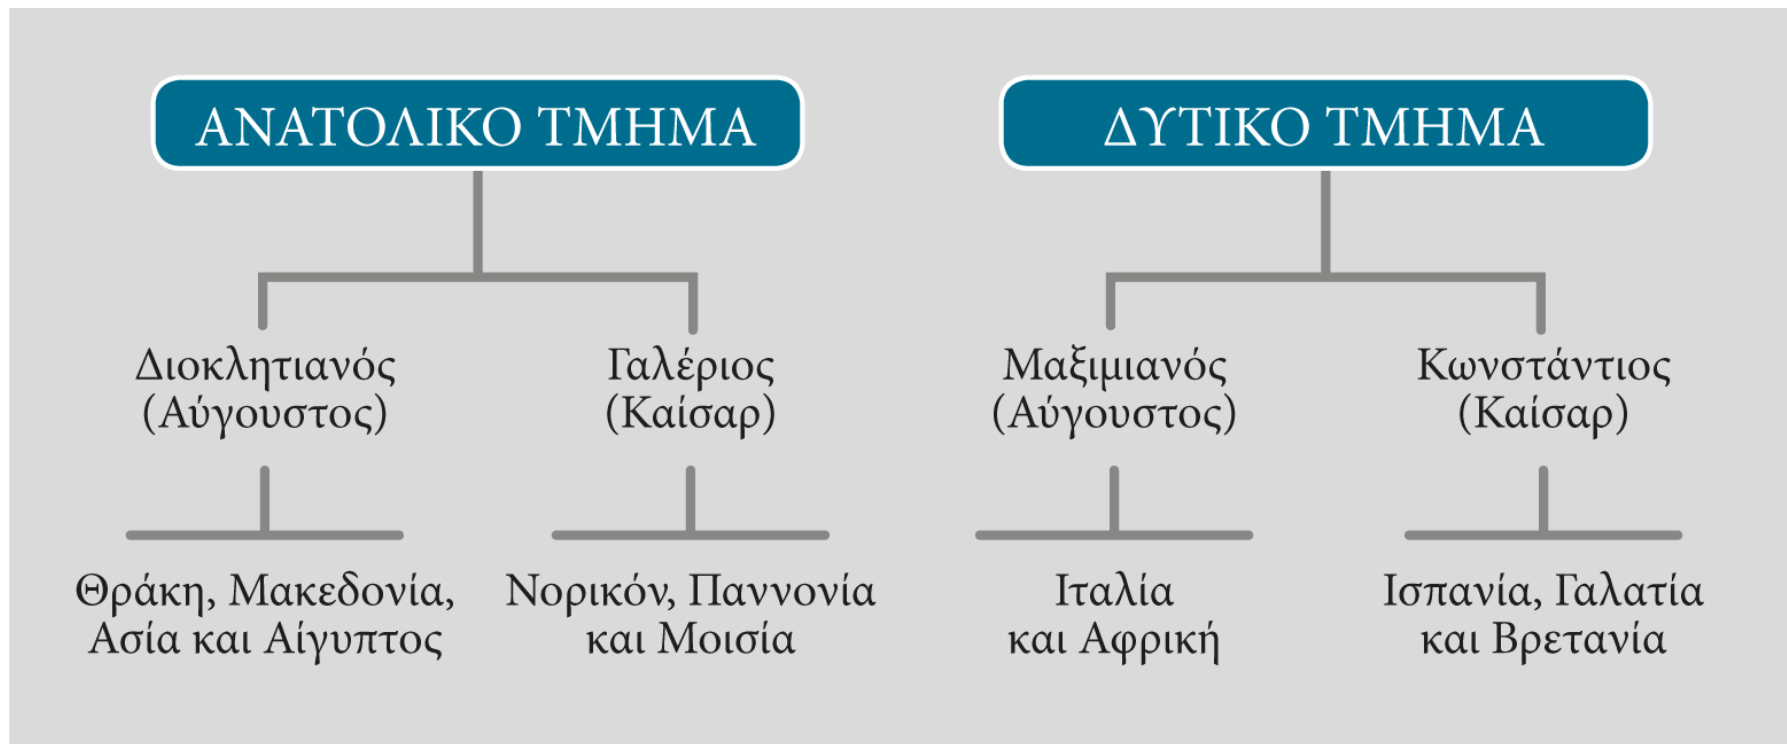 ΑΝΑΤΟΛΙΚΟ ΤΜΗΜΑ
Διοκλητιανός
(Αύγουστος)
Θράκη, Μακεδονία,
Ασία και Αίγυπτος
Γαλέριος
(Καίσαρ)
Νορικόν, Παννονία
και Μοισία
ΔΥΤΙΚΟ ΤΜΗΜΑ
Μαξιμιανός
(Αύγουστος)
Ιταλία
και Αφρική
Κωνστάντιος
(Καίσαρ)
Ισπανία, Γαλατία
και Βρετανία